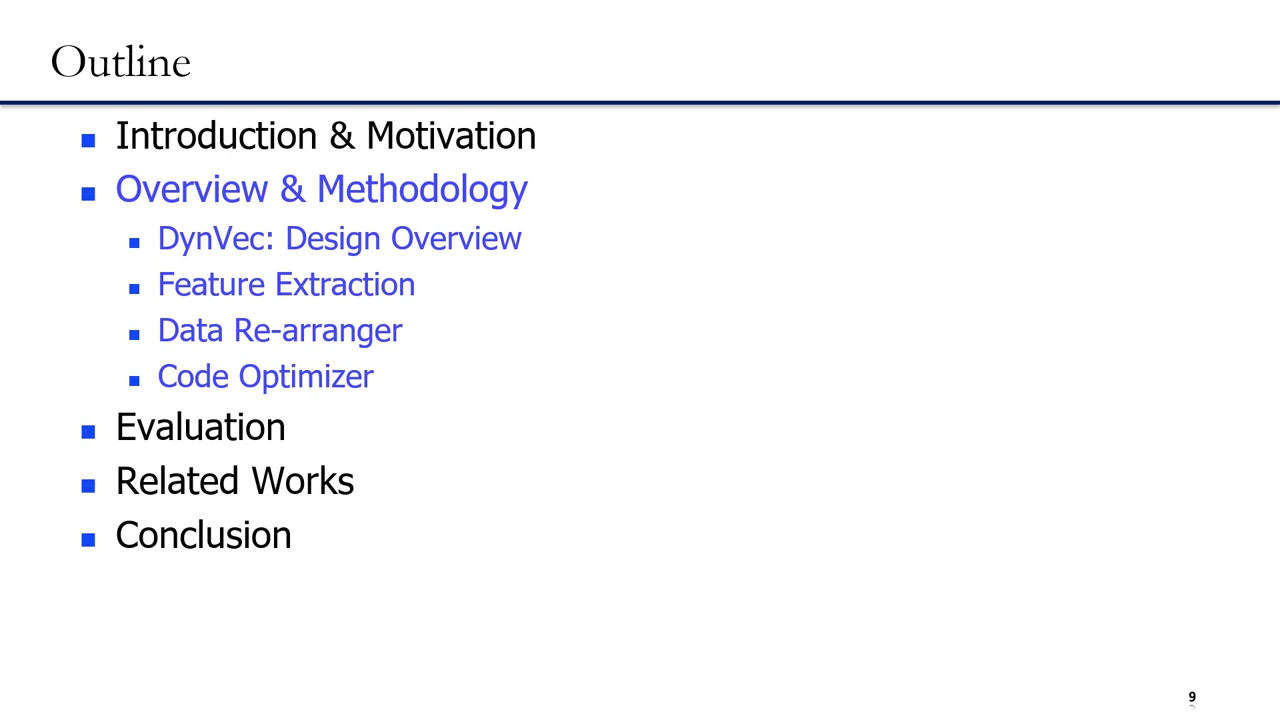 Outline
Introduction & Motivation
Overview & Methodology
DynVec: Design Overview
Feature Extraction
Data Re-arranger
Code Optimizer
Evaluation
Related Works
Conclusion
9